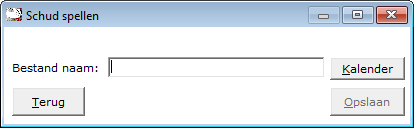 Schud spellen
Bestand naam:
Kalender
Terug
Opslaan